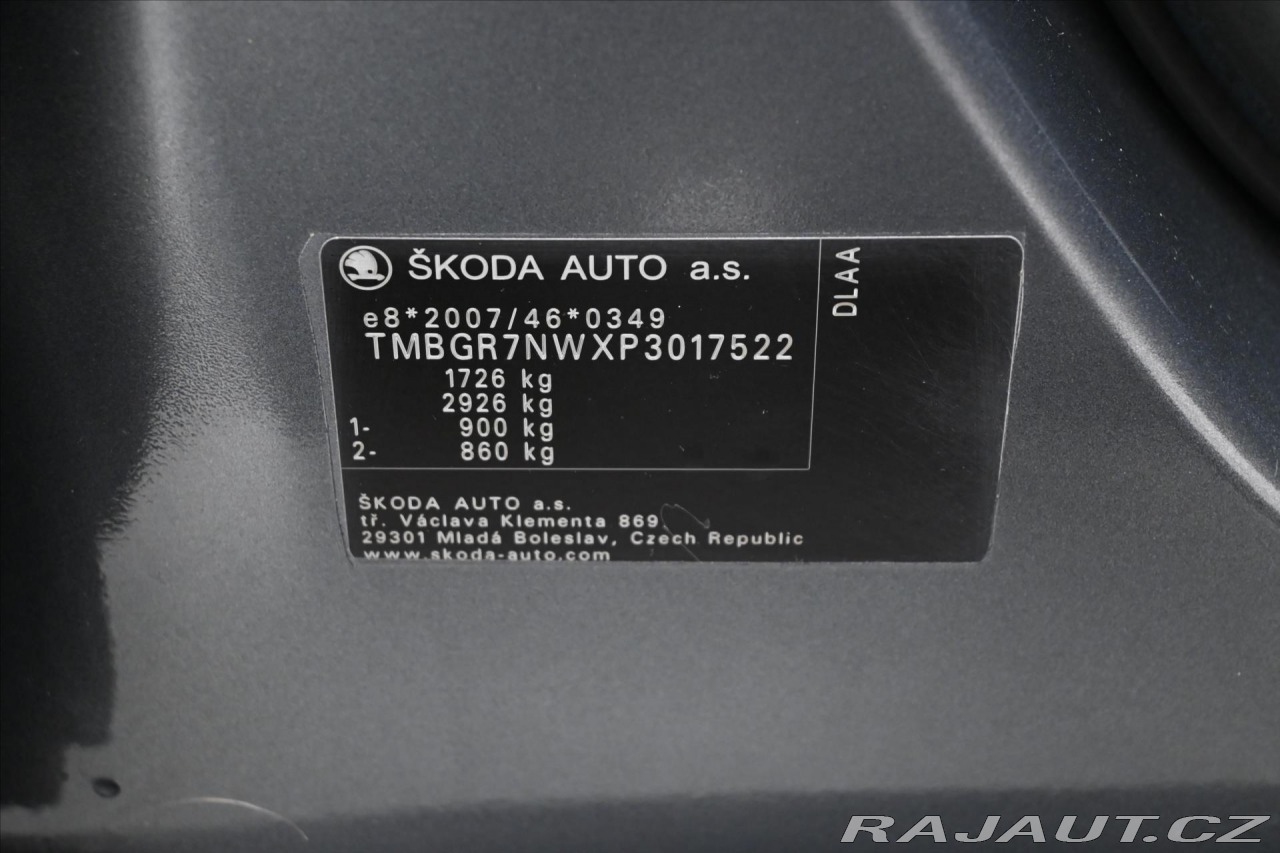 ŠKODA AUTO a.s.
e8*2007/46*0349
TMBGR7NWXP3017522
1726 kg
2926 kg
1- 900 kg
2- 860 kg
DLAA
ŠKODA AUTO a.s.
tř. Václava Klementa 869
29301 Mladá Boleslav, Czech Republic
www.skoda-auto.com
RAJAUT.CZ